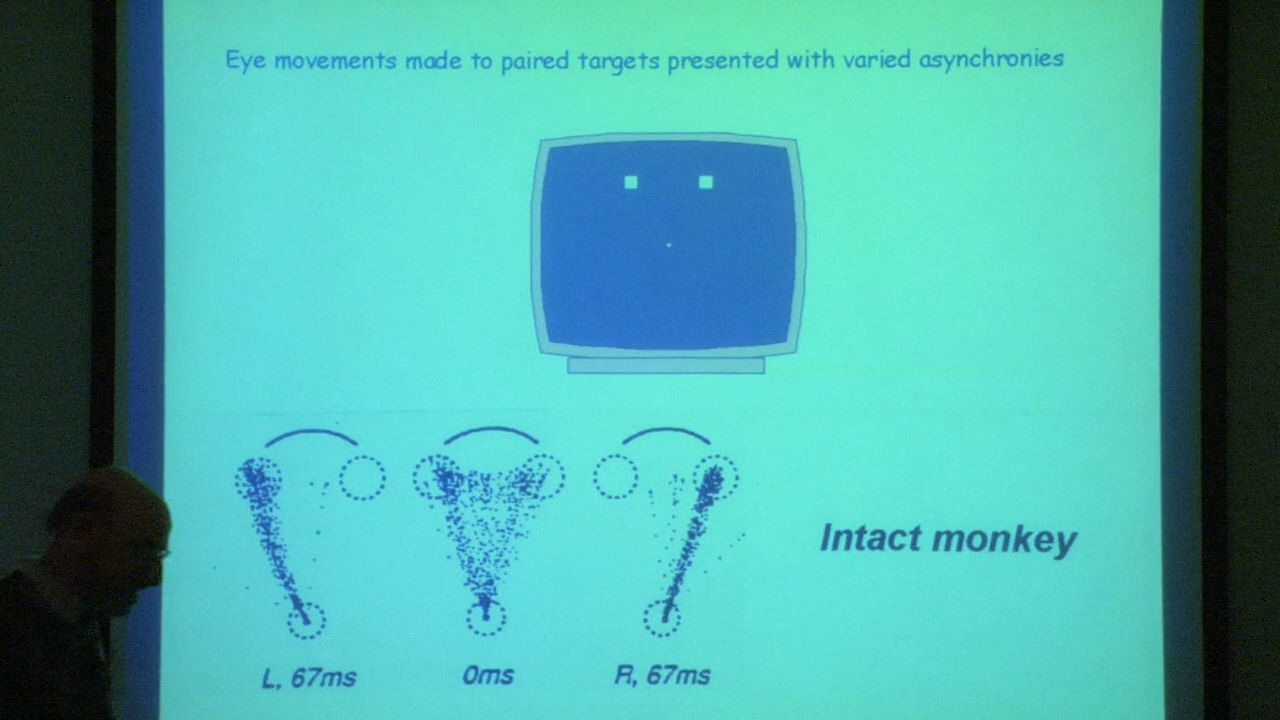 Eye movements made to paired targets presented with varied asynchronies
Intact monkey
L, 67ms
0ms
R, 67ms